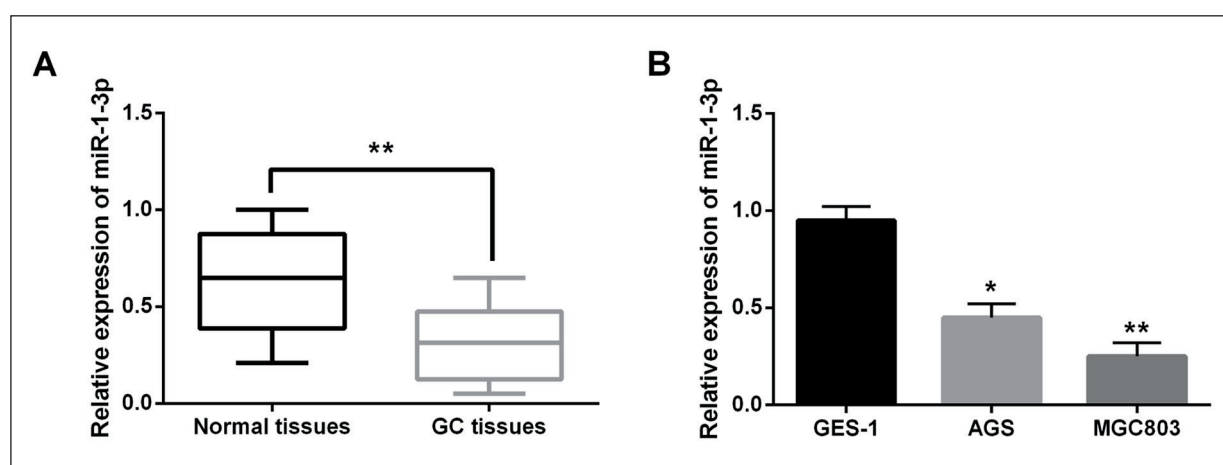 A
Relative expression of miR-1-3p
1.5
1.0
0.5
0.0
**
Normal tissues
GC tissues
B
Relative expression of miR-1-3p
1.5
1.0
0.5
0.0
*
**
GES-1
AGS
MGC803